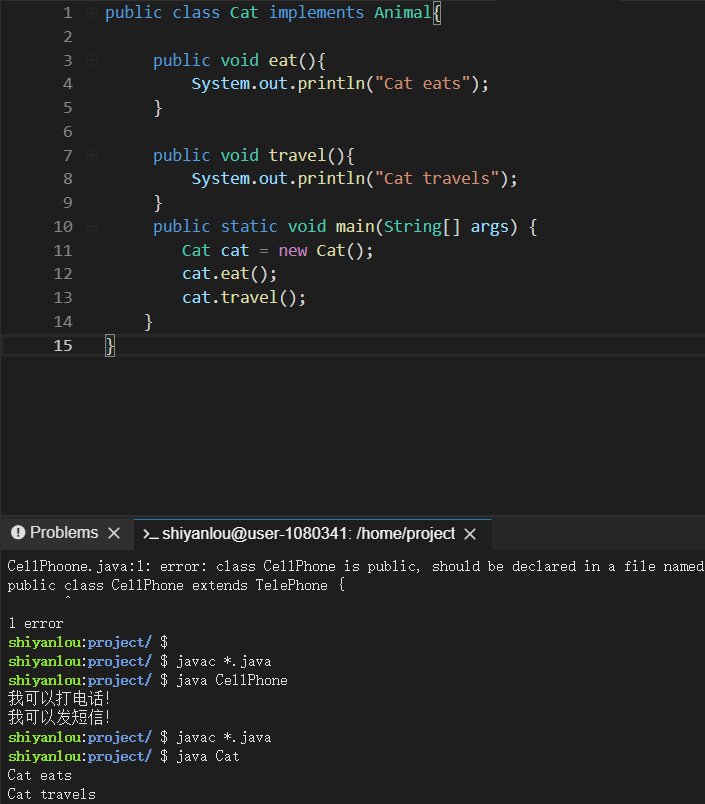 1 public class Cat implements Animal{
2
3 public void eat(){
4 System.out.println("Cat eats");
5 }
6
7 public void travel(){
8 System.out.println("Cat travels");
9 }
10 public static void main(String[] args) {
11 Cat cat = new Cat();
12 cat.eat();
13 cat.travel();
14 }
15 }
Problems shiyanlou@user-1080341: /home/project
CellPhoone.java:1: error: class CellPhone is public, should be declared in a file named
public class CellPhone extends TelePhone {
^
1 error
shiyanlou:project/ $
shiyanlou:project/ $ javac *.java
shiyanlou:project/ $ java CellPhone
我可以打电话!
我可以发短信!
shiyanlou:project/ $ javac *.java
shiyanlou:project/ $ java Cat
Cat eats
Cat travels